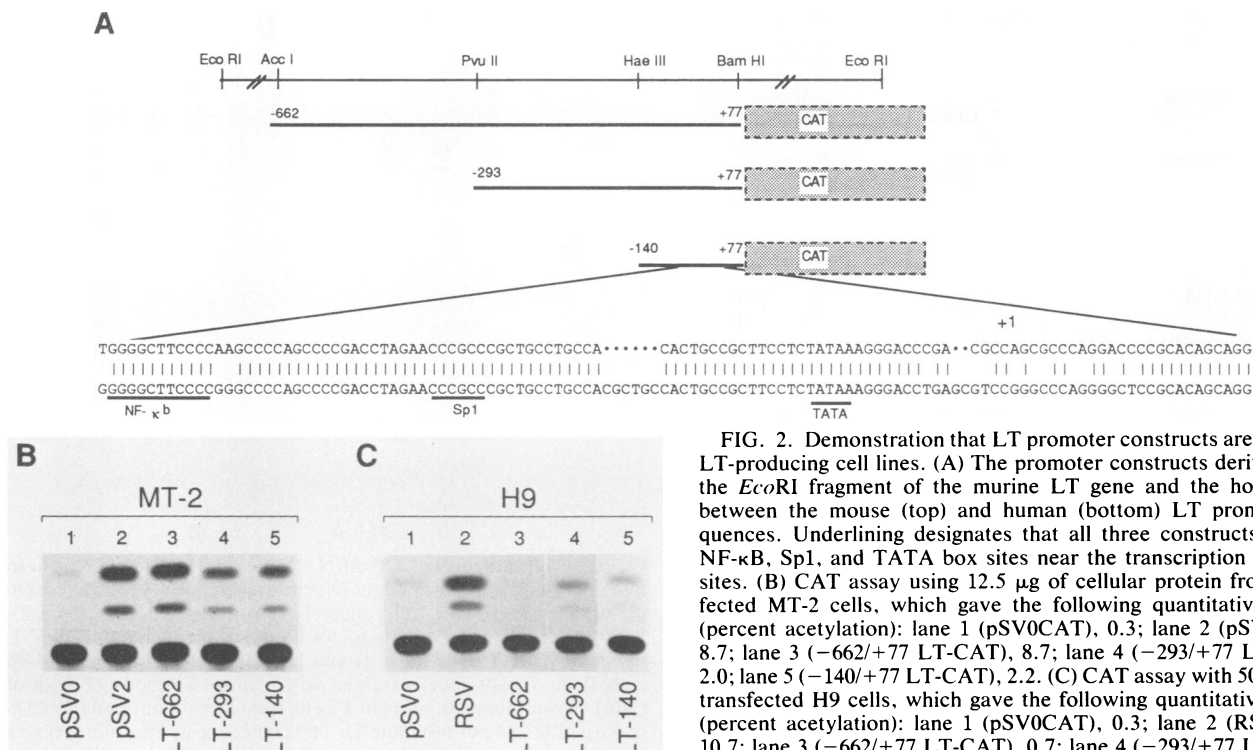 A
Eco RI Acc I Pvu II Hae III Bam HI Eco RI
-662 +77 CAT
-293 +77 CAT
-140 +77 CAT
+1
TGGGGCTTCCCCAAGCCCCAGCCCCGACCTAGAACCCGCCCGCTGCCTGCCA••••••CACTGCCGCTTCCTCTATAAAGGGACCCGA••CGCCAGCGCCCAGGACCCCGCACAGCAGG
GGGGGCTTCCCCGGGCCCCAGCCCCGACCTAGAACCCGCCCGCTGCCTGCCACGCTGCCACTGCCGCTTCCTCTATAAAGGGACCTGAGCGTCCGGGCCCAGGGGCTCCGCACAGCAGG
NF-κb Sp1 TATA
B
MT-2
1 2 3 4 5
pSV0 pSV2 T-662 T-293 T-140
C
H9
1 2 3 4 5
pSV0 RSV T-662 T-293 T-140
FIG. 2. Demonstration that LT promoter constructs are
LT-producing cell lines. (A) The promoter constructs deri
the EcoRI fragment of the murine LT gene and the ho
between the mouse (top) and human (bottom) LT prom
quences. Underlining designates that all three constructs
NF-κB, Sp1, and TATA box sites near the transcription
sites. (B) CAT assay using 12.5 μg of cellular protein fro
fected MT-2 cells, which gave the following quantitativ
(percent acetylation): lane 1 (pSV0CAT), 0.3; lane 2 (pS
8.7; lane 3 (−662/+77 LT-CAT), 8.7; lane 4 (−293/+77 L
2.0; lane 5 (−140/+77 LT-CAT), 2.2. (C) CAT assay with 50
transfected H9 cells, which gave the following quantitativ
(percent acetylation): lane 1 (pSV0CAT), 0.3; lane 2 (RS
10.7; lane 3 (−662/+77 LT-CAT), 0.7; lane 4 (−293/+77 L